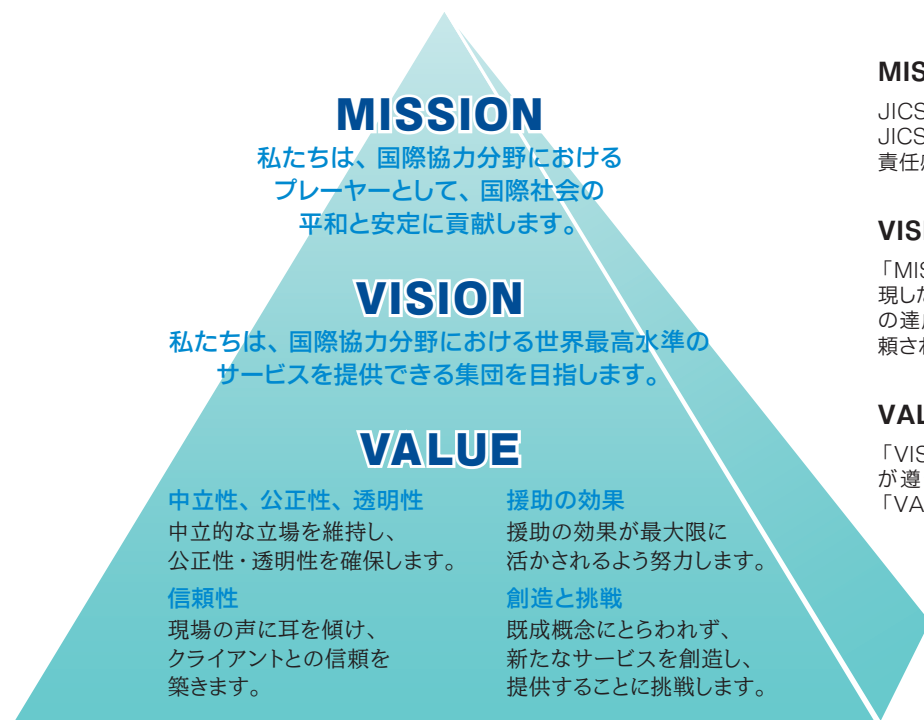 MISSION
私たちは、国際協力分野における
プレーヤーとして、国際社会の
平和と安定に貢献します。
VISION
私たちは、国際協力分野における世界最高水準の
サービスを提供できる集団を目指します。
VALUE
中立性、公正性、透明性
中立的な立場を維持し、
公正性・透明性を確保します。
信頼性
現場の声に耳を傾け、
クライアントとの信頼を
築きます。
援助の効果
援助の効果が最大限に
活かされるよう努力します。
創造と挑戦
既成概念にとらわれず、
新たなサービスを創造し、
提供することに挑戦します。
MIS
JICS
JICS
責任
VIS
「MIS
現した
の達
頼さ
VAL
「VIS
が遵
「VA